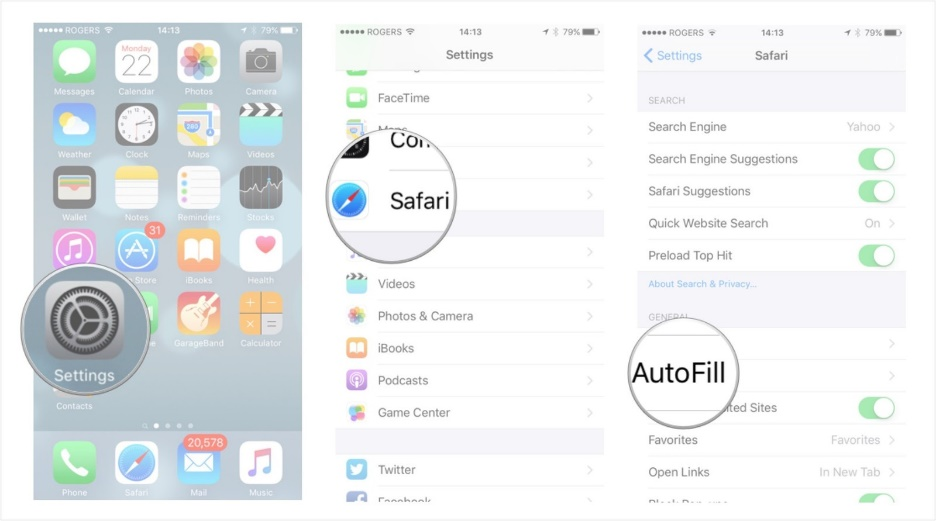 ROGERS 14:13 79%
Monday
22
Messages Calendar Photos Camera
280
Weather Clock Maps Videos
Wallet Notes Reminders Stocks
31
Store iBooks Health
GarageBand Calculator
Settings
Contacts
20,578
Phone Safari Mail Music
ROGERS 14:13 79%
Settings
FaceTime
Maps
Safari
Videos
Photos & Camera
iBooks
Podcasts
Game Center
Twitter
Facebook
ROGERS 14:13 79%
Settings Safari
SEARCH
Search Engine Yahoo
Search Engine Suggestions
Safari Suggestions
Quick Website Search On
Preload Top Hit
About Search & Privacy...
GENERAL
AutoFill
Sites
Favorites Favorites
Open Links In New Tab